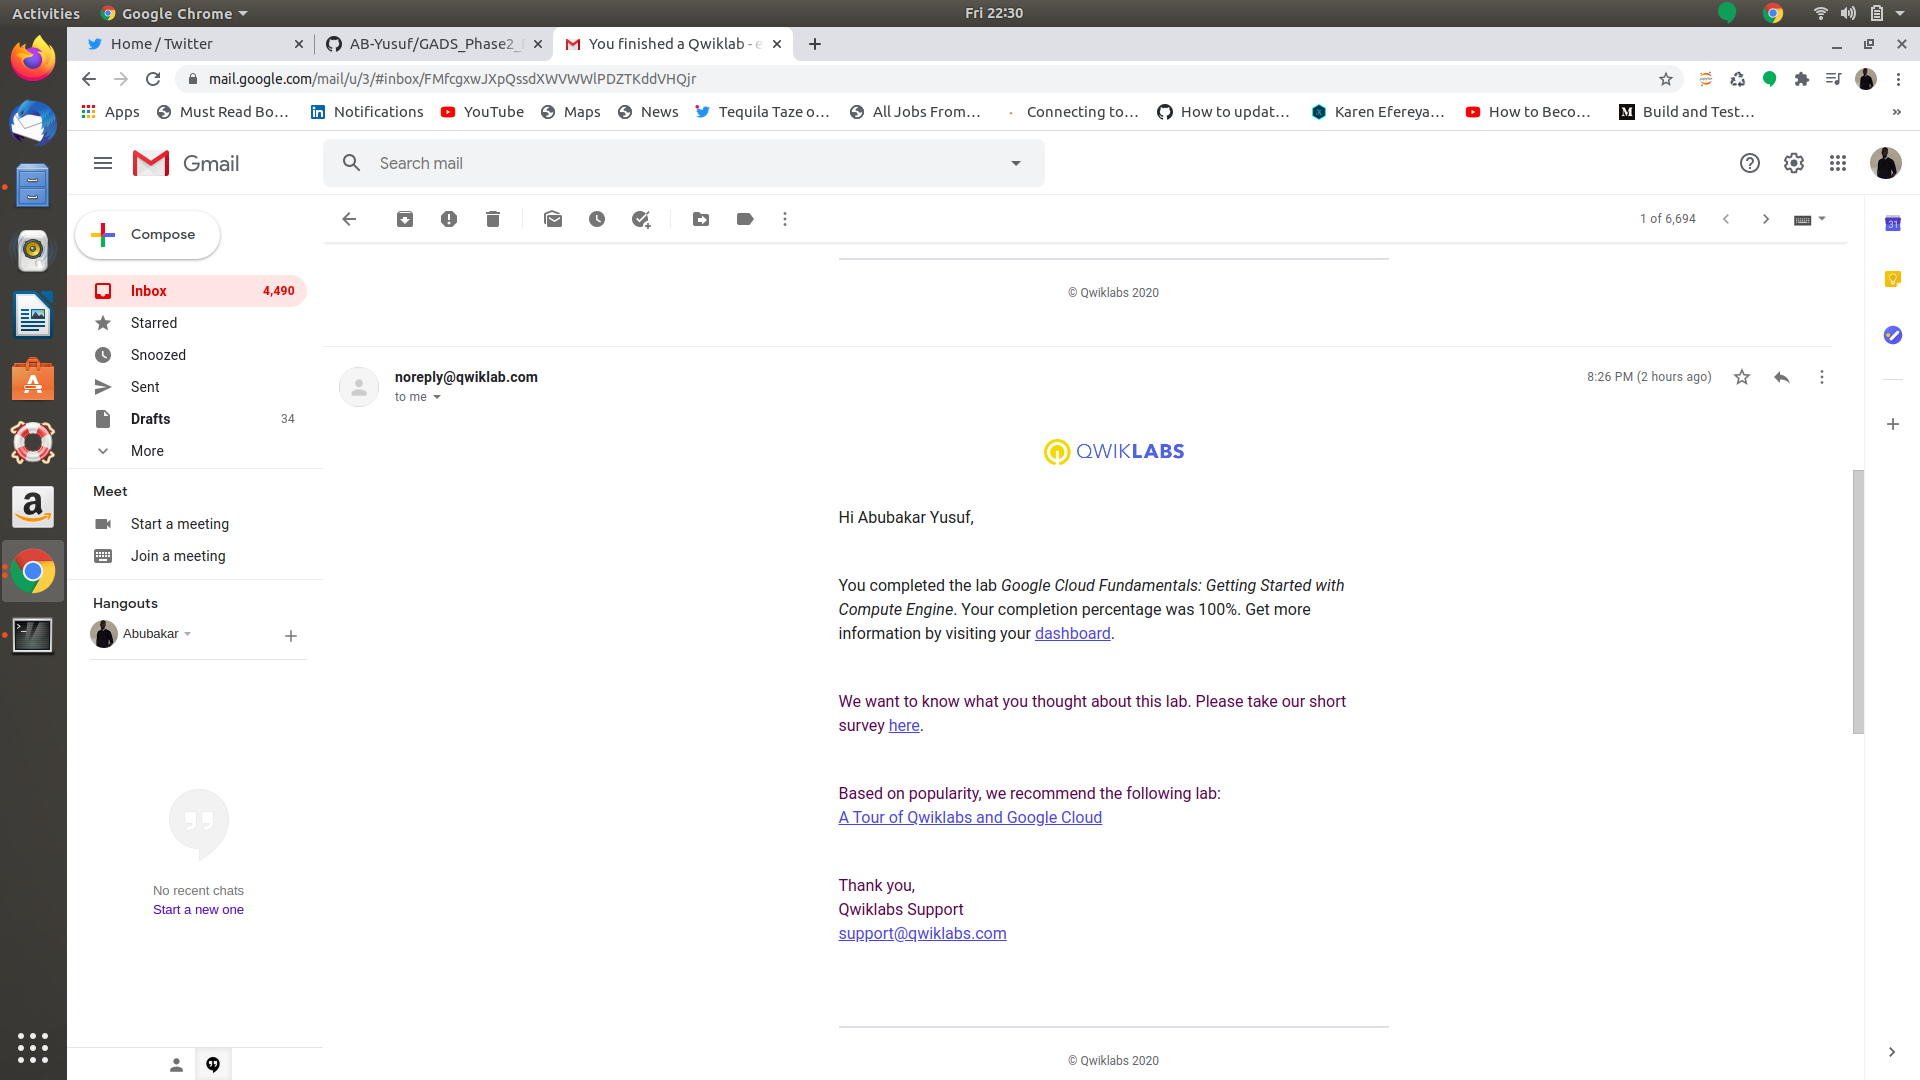 Activities
Google Chrome
Fri 22:30
Home / Twitter
AB-Yusuf/GADS_Phase2_
You finished a Qwiklab - e
mail.google.com/mail/u/3/#inbox/FMfcgxwJXpQssdXWVWWlPDZTKddVHQjr
Apps
Must Read Bo...
Notifications
YouTube
Maps
News
Tequila Taze o...
All Jobs From...
Connecting to...
How to updat...
Karen Efereya...
How to Beco...
Build and Test...
»
Gmail
Search mail
Compose
1 of 6,694
Inbox 4,490
Starred
Snoozed
Sent
Drafts 34
More
Meet
Start a meeting
Join a meeting
Hangouts
Abubakar
No recent chats
Start a new one
© Qwiklabs 2020
noreply@qwiklab.com
to me
8:26 PM (2 hours ago)
QWIKLABS
Hi Abubakar Yusuf,
You completed the lab Google Cloud Fundamentals: Getting Started with
Compute Engine. Your completion percentage was 100%. Get more
information by visiting your dashboard.
We want to know what you thought about this lab. Please take our short
survey here.
Based on popularity, we recommend the following lab:
A Tour of Qwiklabs and Google Cloud
Thank you,
Qwiklabs Support
support@qwiklabs.com
© Qwiklabs 2020
31